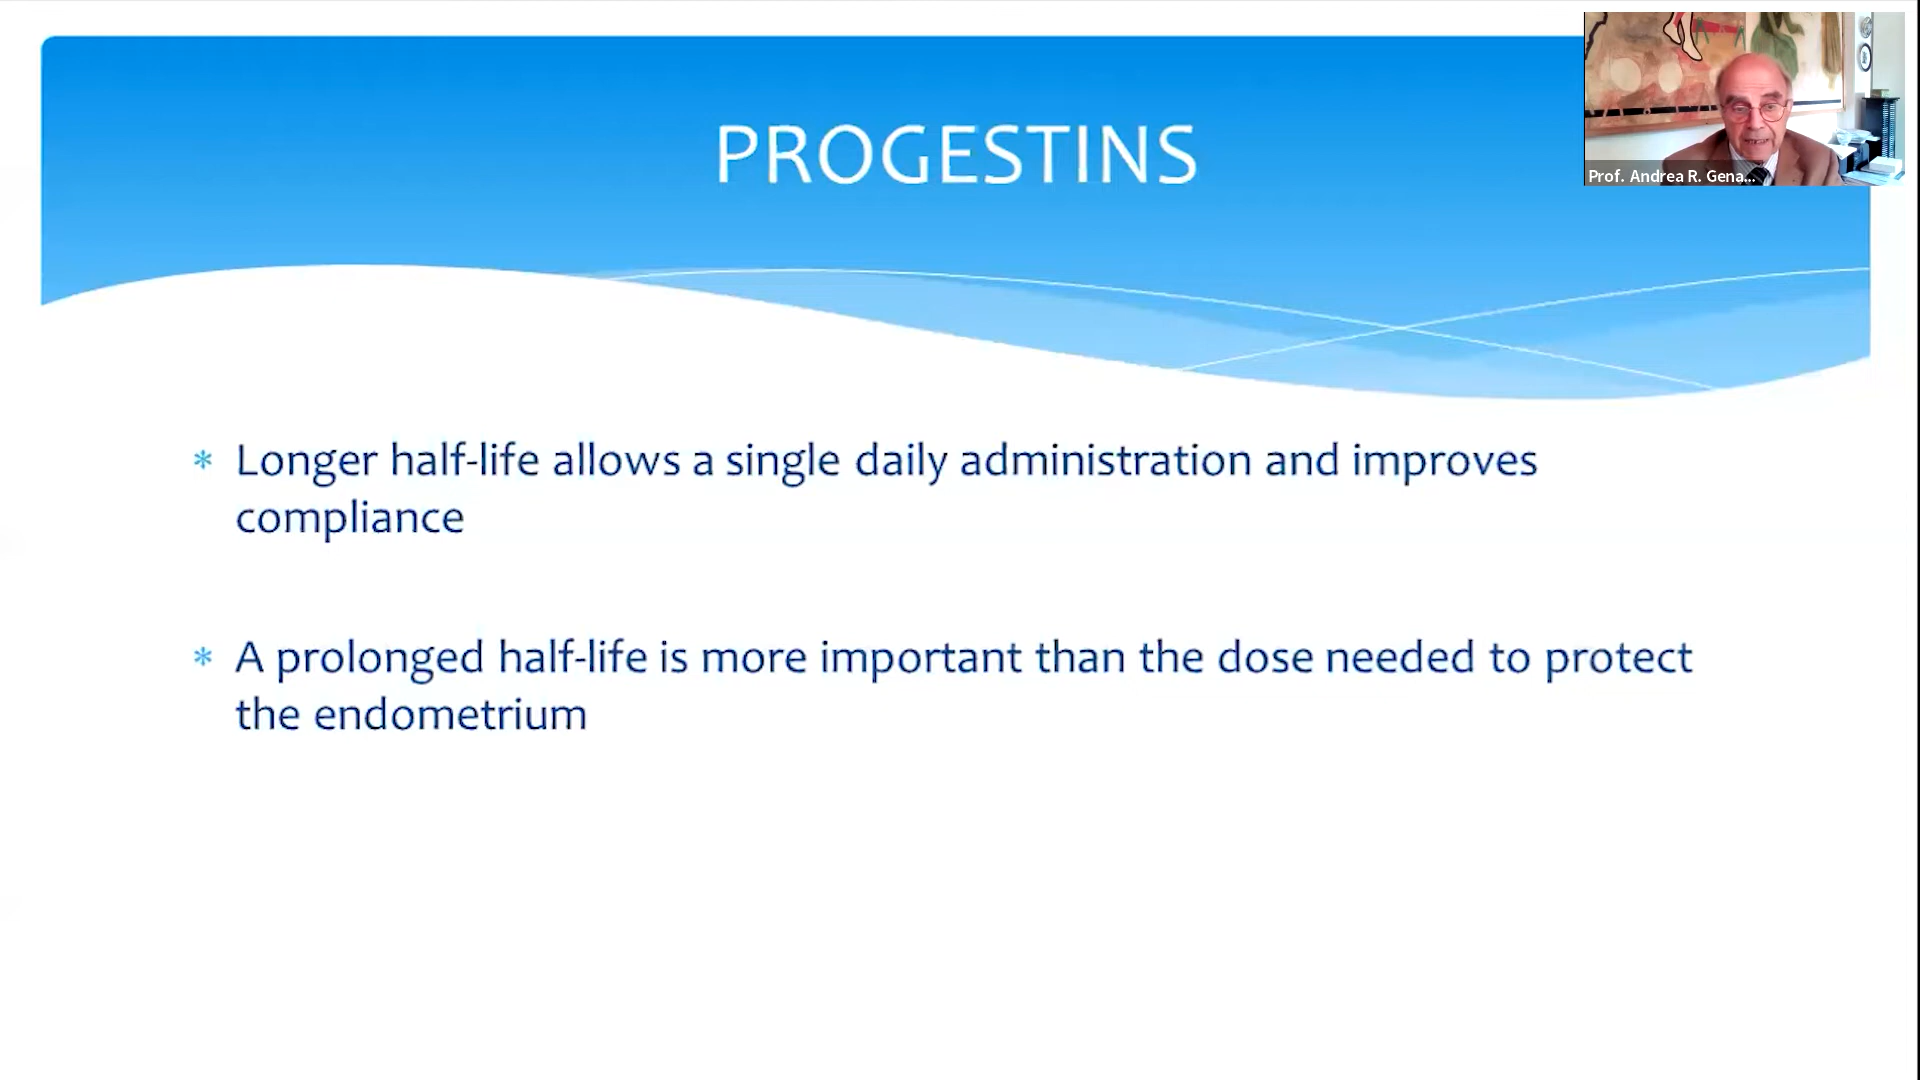 PROGESTINS
Prof. Andrea R. Gena...
* Longer half-life allows a single daily administration and improves
compliance
* A prolonged half-life is more important than the dose needed to protect
the endometrium